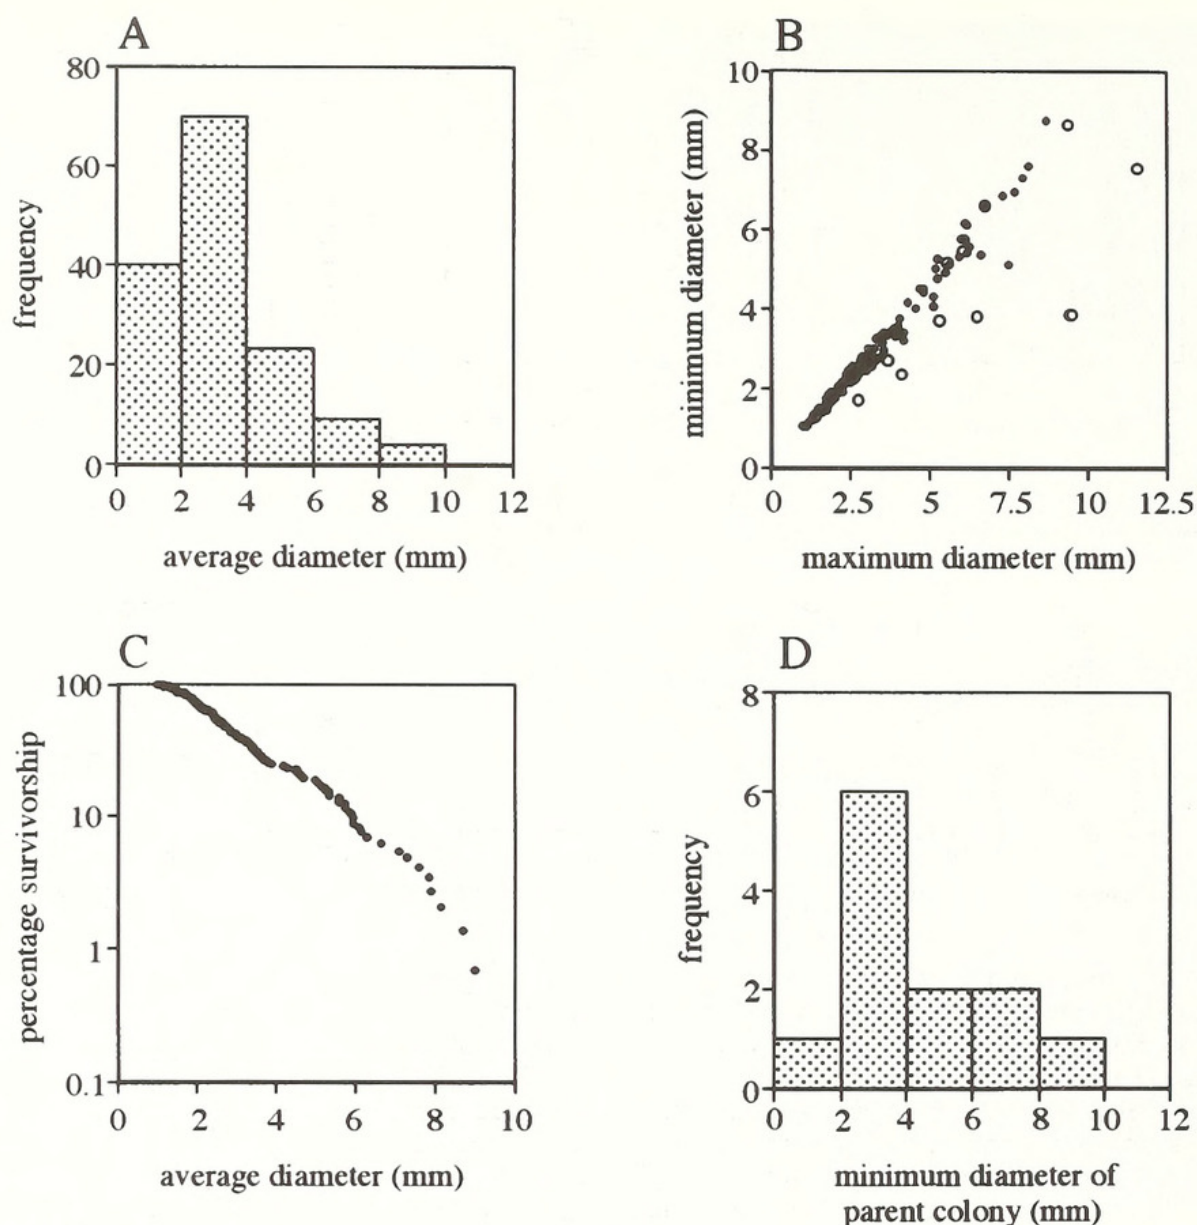 A
80
60
40
20
0
frequency
0 2 4 6 8 10 12
average diameter (mm)
B
10
8
6
4
2
0
minimum diameter (mm)
0 2.5 5 7.5 10 12.5
maximum diameter (mm)
C
100
10
1
0.1
percentage survivorship
0 2 4 6 8 10
average diameter (mm)
D
8
6
4
2
0
frequency
0 2 4 6 8 10 12
minimum diameter of
parent colony (mm)